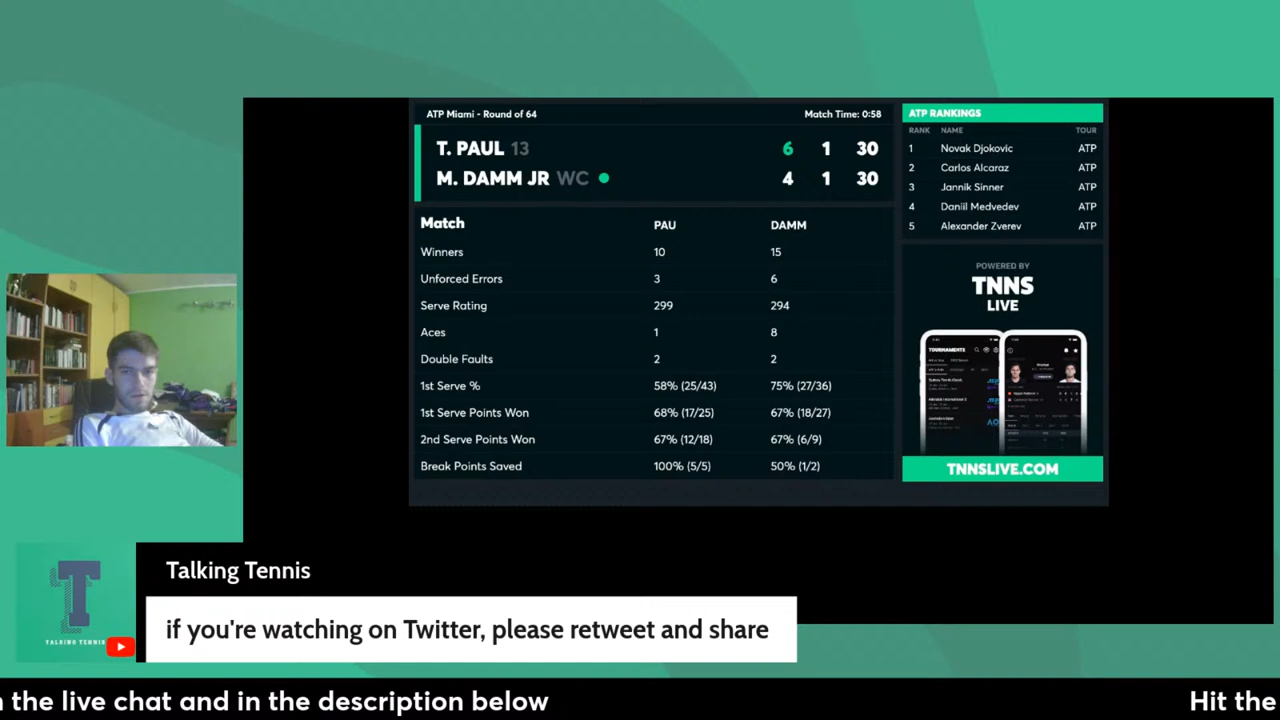 ATP Miami - Round of 64 Match Time: 0:58
T. PAUL 13 6 1 30
M. DAMM JR WC 4 1 30
Match PAU DAMM
Winners 10 15
Unforced Errors 3 6
Serve Rating 299 294
Aces 1 8
Double Faults 2 2
1st Serve % 58% (25/43) 75% (27/36)
1st Serve Points Won 68% (17/25) 67% (18/27)
2nd Serve Points Won 67% (12/18) 67% (6/9)
Break Points Saved 100% (5/5) 50% (1/2)
ATP RANKINGS
RANK NAME TOUR
1 Novak Djokovic ATP
2 Carlos Alcaraz ATP
3 Jannik Sinner ATP
4 Daniil Medvedev ATP
5 Alexander Zverev ATP
POWERED BY
TNNS
LIVE
TOURNAMENTS
TNNSLIVE.COM
T
TALKING TENNIS
Talking Tennis
if you're watching on Twitter, please retweet and share
the live chat and in the description below Hit the